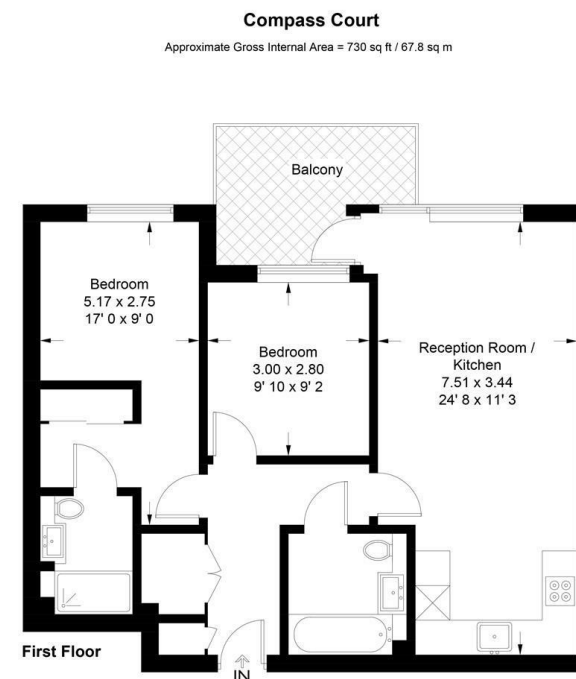 Compass Court
Approximate Gross Internal Area = 730 sq ft / 67.8 sq m
Balcony
Bedroom
5.17 x 2.75
17' 0 x 9' 0
Bedroom
3.00 x 2.80
9' 10 x 9' 2
Reception Room /
Kitchen
7.51 x 3.44
24' 8 x 11' 3
First Floor
IN